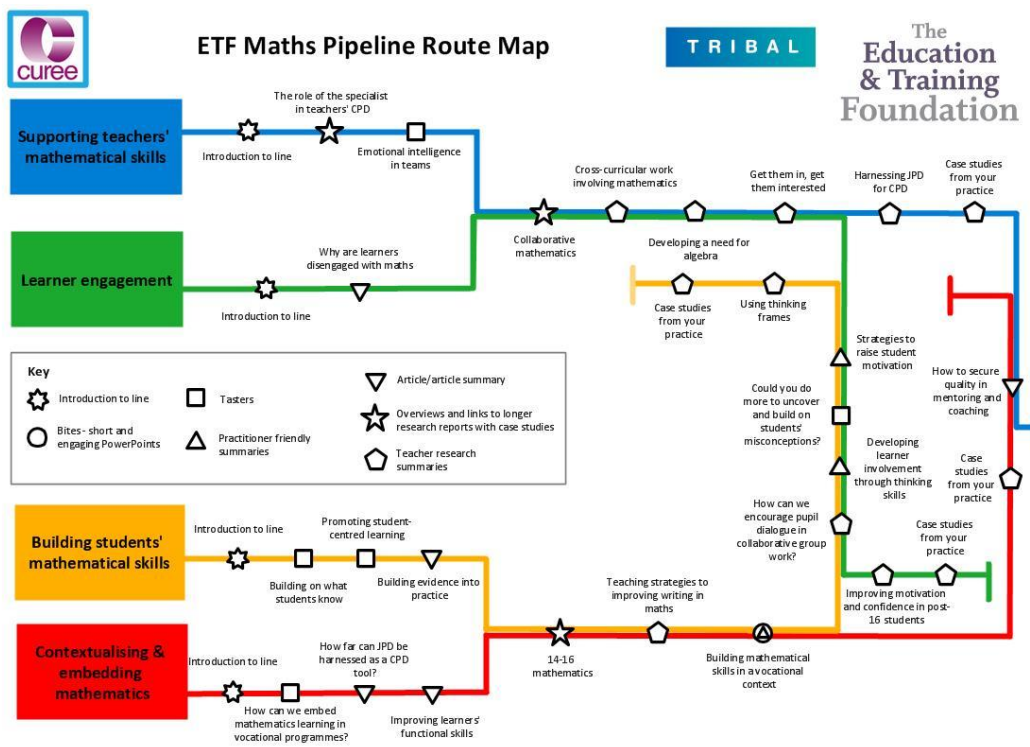 curee
ETF Maths Pipeline Route Map
TRIBAL
The
Education
& Training
Foundation
Supporting teachers'
mathematical skills
Introduction to line
The role of the specialist
in teachers' CPD
Emotional intelligence
in teams
Collaborative
mathematics
Cross-curricular work
involving mathematics
Developing a need for
algebra
Get them in, get
them interested
Harnessing JPD
for CPD
Case studies
from your
practice
Learner engagement
Introduction to line
Why are learners
disengaged with maths
Case studies
from your
practice
Using thinking
frames
Strategies to
raise student
motivation
How to secure
quality in
mentoring and
coaching
Could you do
more to uncover
and build on
students'
misconceptions?
Developing
learner
involvement
through thinking
skills
Case
studies
from your
practice
How can we
encourage pupil
dialogue in
collaborative group
work?
Case studies
from your
practice
Improving motivation
and confidence in post-
16 students
Key
Introduction to line
Bites - short and
engaging PowerPoints
Tasters
Practitioner friendly
summaries
Article/article summary
Overviews and links to longer
research reports with case studies
Teacher research
summaries
Building students'
mathematical skills
Introduction to line
Building on what
students know
Promoting student-
centred learning
Building evidence into
practice
Teaching strategies to
improving writing in
maths
14-16
mathematics
Building mathematical
skills in a vocational
context
Contextualising &
embedding
mathematics
Introduction to line
How can we embed
mathematics learning in
vocational programmes?
How far can JPD be
harnessed as a CPD
tool?
Improving learners'
functional skills